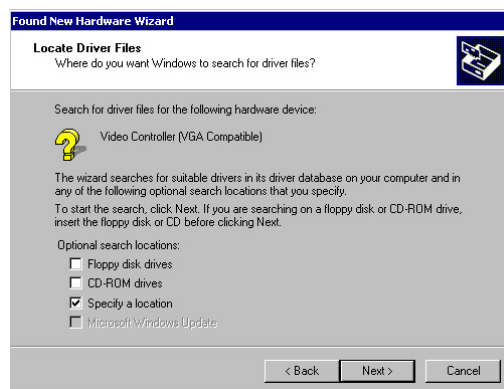 Found New Hardware Wizard
Locate Driver Files
Where do you want Windows to search for driver files?
Search for driver files for the following hardware device:
Video Controller (VGA Compatible)
The wizard searches for suitable drivers in its driver database on your computer and in
any of the following optional search locations that you specify.
To start the search, click Next. If you are searching on a floppy disk or CD-ROM drive,
insert the floppy disk or CD before clicking Next.
Optional search locations:
Floppy disk drives
CD-ROM drives
Specify a location
Microsoft Windows Update
< Back Next > Cancel